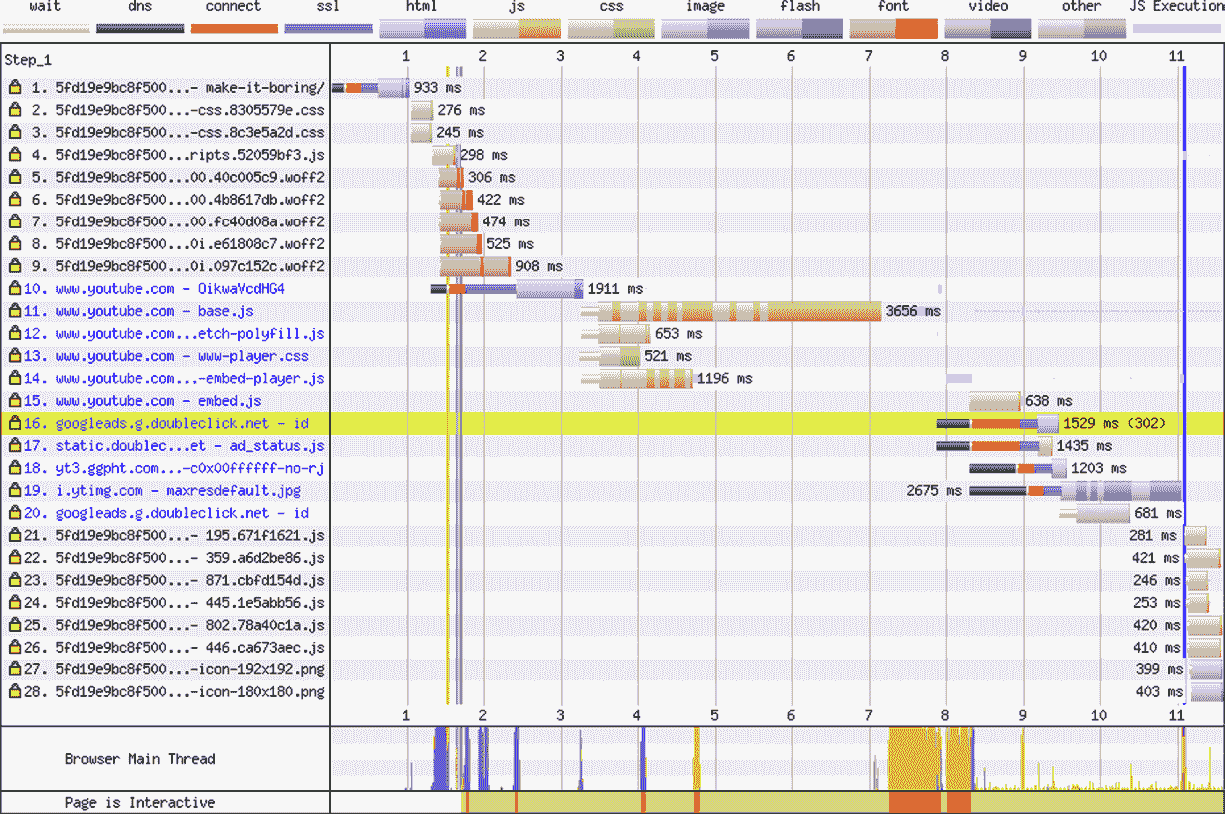 wait dns connect ssl html js css image flash font video other JS Execution
Step_1 1 2 3 4 5 6 7 8 9 10 11
1. 5fd19e9bc8f500...- make-it-boring/ 933 ms
2. 5fd19e9bc8f500...-css.8305579e.css 276 ms
3. 5fd19e9bc8f500...-css.8c3e5a2d.css 245 ms
4. 5fd19e9bc8f500...ripts.52059bf3.js 298 ms
5. 5fd19e9bc8f500...00.40c005c9.woff2 306 ms
6. 5fd19e9bc8f500...00.4b8617db.woff2 422 ms
7. 5fd19e9bc8f500...00.fc40d08a.woff2 474 ms
8. 5fd19e9bc8f500...0i.e61808c7.woff2 525 ms
9. 5fd19e9bc8f500...0i.097c152c.woff2 908 ms
10. www.youtube.com - OikwaVcdHG4 1911 ms
11. www.youtube.com - base.js 3656 ms
12. www.youtube.com...etch-polyfill.js 653 ms
13. www.youtube.com - www-player.css 521 ms
14. www.youtube.com...-embed-player.js 1196 ms
15. www.youtube.com - embed.js 638 ms
16. googleads.g.doubleclick.net - id 1529 ms (302)
17. static.doublec...et - ad_status.js 1435 ms
18. yt3.ggpht.com...-c0x00ffffff-no-rj 1203 ms
19. i.ytimg.com - maxresdefault.jpg 2675 ms
20. googleads.g.doubleclick.net - id 681 ms
21. 5fd19e9bc8f500...- 195.671f1621.js 281 ms
22. 5fd19e9bc8f500...- 359.a6d2be86.js 421 ms
23. 5fd19e9bc8f500...- 871.cbfd154d.js 246 ms
24. 5fd19e9bc8f500...- 445.1e5abb56.js 253 ms
25. 5fd19e9bc8f500...- 802.78a40c1a.js 420 ms
26. 5fd19e9bc8f500...- 446.ca673aec.js 410 ms
27. 5fd19e9bc8f500...-icon-192x192.png 399 ms
28. 5fd19e9bc8f500...-icon-180x180.png 403 ms
1 2 3 4 5 6 7 8 9 10 11
Browser Main Thread
Page is Interactive